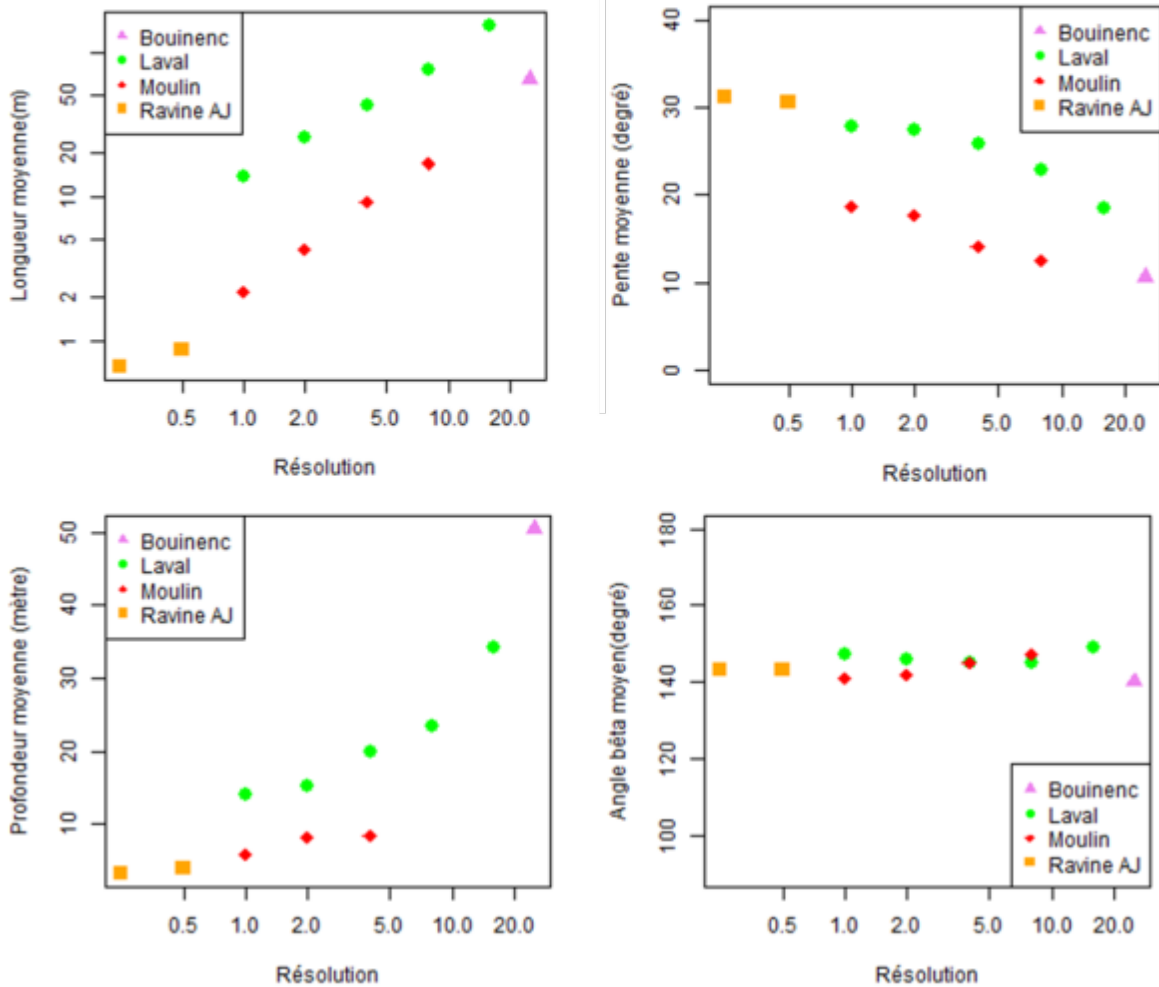 Longueur moyenne(m)
50
20
10
5
2
1
Bouinenc
Laval
Moulin
Ravine AJ
0.5 1.0 2.0 5.0 10.0 20.0
Résolution
Pente moyenne (degré)
40
30
20
10
0
Bouinenc
Laval
Moulin
Ravine AJ
0.5 1.0 2.0 5.0 10.0 20.0
Résolution
Profondeur moyenne (mètre)
50
40
30
20
10
Bouinenc
Laval
Moulin
Ravine AJ
0.5 1.0 2.0 5.0 10.0 20.0
Résolution
Angle bêta moyen(degré)
180
160
140
120
100
Bouinenc
Laval
Moulin
Ravine AJ
0.5 1.0 2.0 5.0 10.0 20.0
Résolution